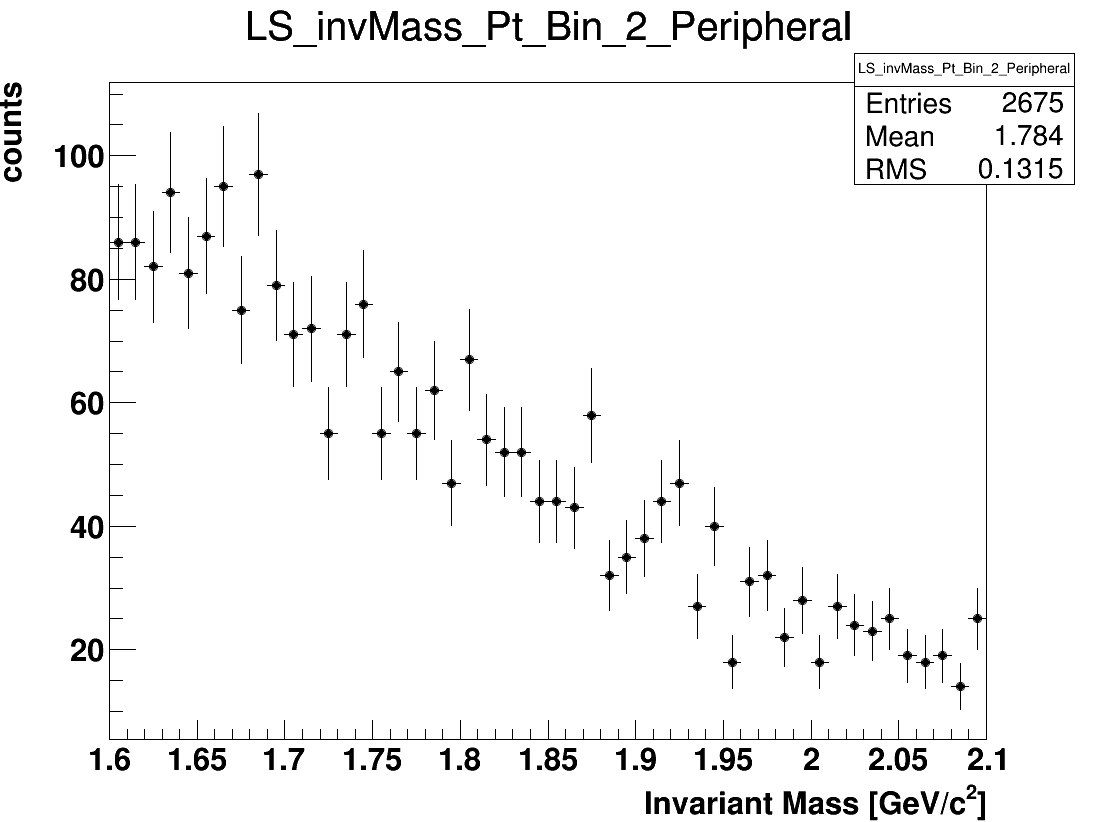 LS_invMass_Pt_Bin_2_Peripheral
LS_invMass_Pt_Bin_2_Peripheral
Entries 2675
Mean 1.784
RMS 0.1315
counts
100
80
60
40
20
1.6 1.65 1.7 1.75 1.8 1.85 1.9 1.95 2 2.05 2.1
Invariant Mass [GeV/c²]